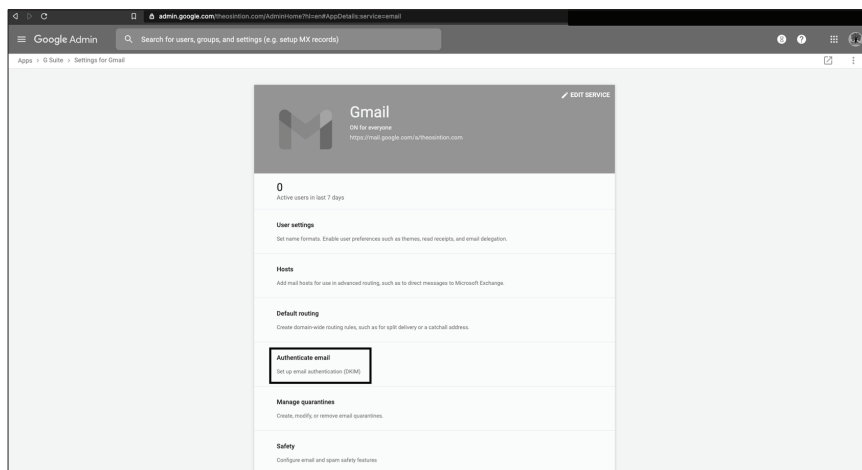 admin.google.com/theosintion.com/AdminHome?hl=en#AppDetails:service=email
Google Admin
Search for users, groups, and settings (e.g. setup MX records)
8 ?
Apps > G Suite > Settings for Gmail
EDIT SERVICE
Gmail
ON for everyone
https://mail.google.com/a/theosintion.com
0
Active users in last 7 days
User settings
Set name formats. Enable user preferences such as themes, read receipts, and email delegation.
Hosts
Add mail hosts for use in advanced routing, such as to direct messages to Microsoft Exchange.
Default routing
Create domain-wide routing rules, such as for split delivery or a catchall address.
Authenticate email
Set up email authentication (DKIM)
Manage quarantines
Create, modify, or remove email quarantines.
Safety
Configure email and spam safety features